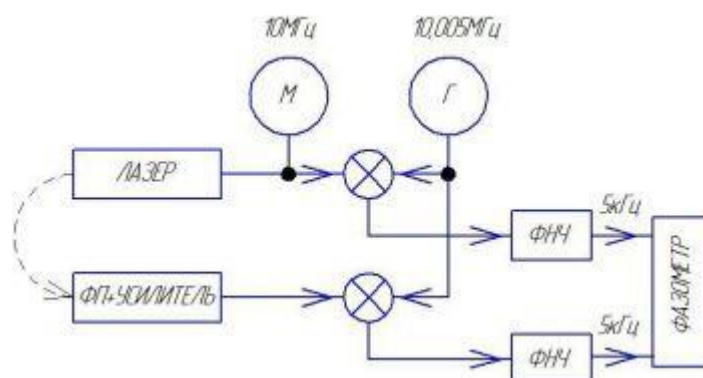 10МГц
10,005МГц
М
Г
ЛАЗЕР
ФНЧ
5кГц
ФП+УСИЛИТЕЛЬ
ФНЧ
5кГц
ФАЗОМЕТР